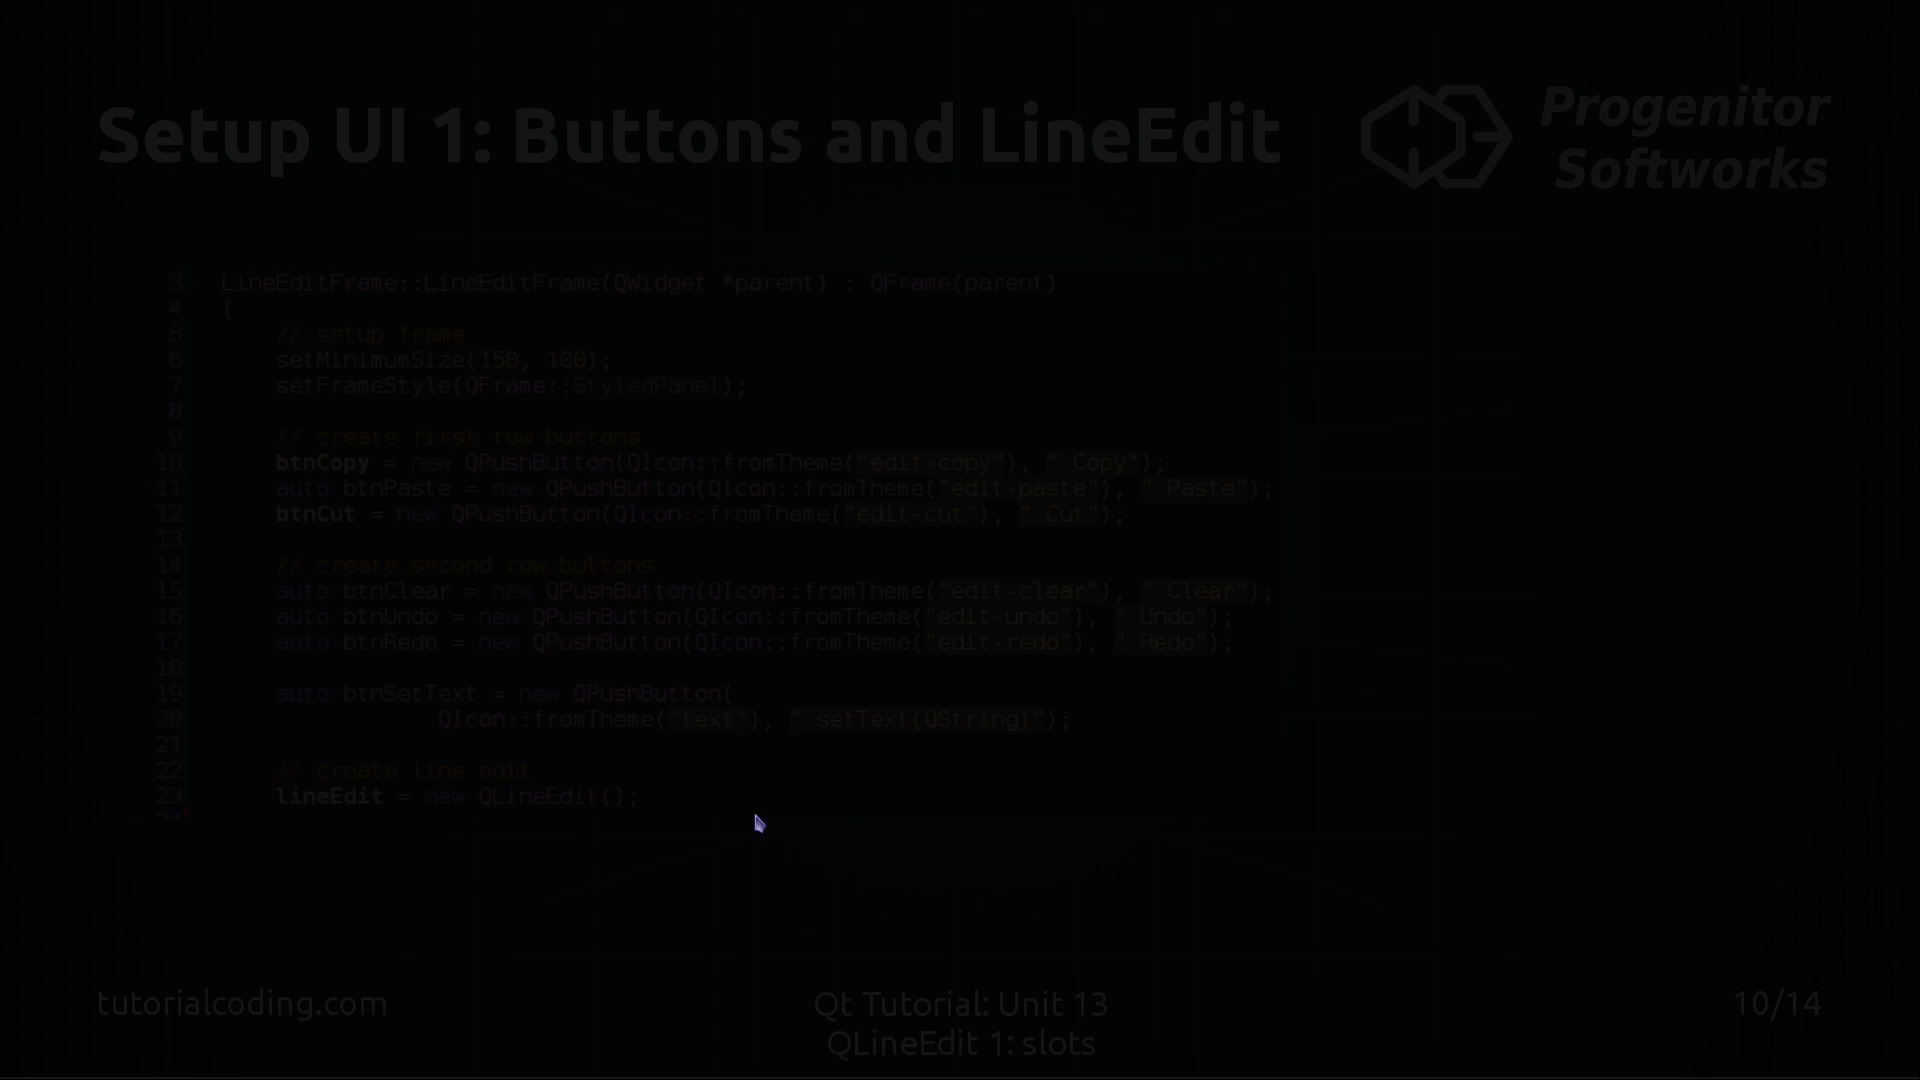 Setup UI 1: Buttons and LineEdit
Progenitor
Softworks
3 LineEditFrame::LineEditFrame(QWidget *parent) : QFrame(parent)
4 {
5 // setup frame
6 setMinimumSize(150, 100);
7 setFrameStyle(QFrame::StyledPanel);
8
9 // create first row buttons
10 btnCopy = new QPushButton(QIcon::fromTheme("edit-copy"), " Copy");
11 auto btnPaste = new QPushButton(QIcon::fromTheme("edit-paste"), " Paste");
12 btnCut = new QPushButton(QIcon::fromTheme("edit-cut"), " Cut");
13
14 // create second row buttons
15 auto btnClear = new QPushButton(QIcon::fromTheme("edit-clear"), " Clear");
16 auto btnUndo = new QPushButton(QIcon::fromTheme("edit-undo"), " Undo");
17 auto btnRedo = new QPushButton(QIcon::fromTheme("edit-redo"), " Redo");
18
19 auto btnSetText = new QPushButton(
20 QIcon::fromTheme("text"), " setText(QString)");
21
22 // create line edit
23 lineEdit = new QLineEdit();
tutorialcoding.com
Qt Tutorial: Unit 13
QLineEdit 1: slots
10/14